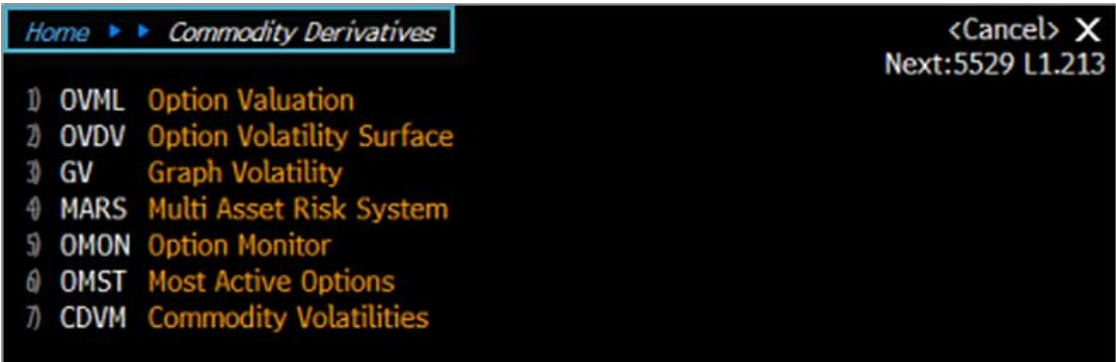 Home ▸ ▸ Commodity Derivatives
<Cancel> X
Next:5529 L1.213
1) OVML Option Valuation
2) OVDV Option Volatility Surface
3) GV Graph Volatility
4) MARS Multi Asset Risk System
5) OMON Option Monitor
6) OMST Most Active Options
7) CDVM Commodity Volatilities